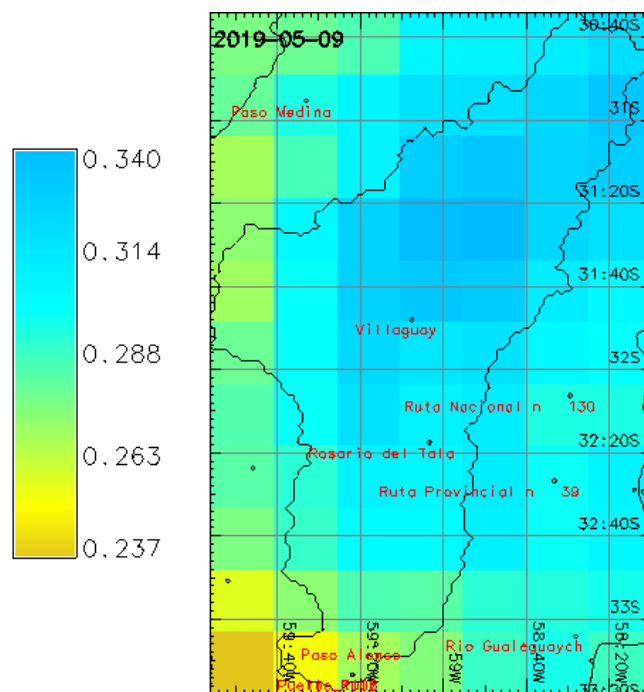 2019-05-09
30:40S
Paso Medina
31S
0.340
31:20S
0.314
31:40S
Villaguay
0.288
32S
Ruta Nacional n 130
32:20S
0.263
Rosario del Tala
Ruta Provincial n 39
32:40S
0.237
33S
59:40W
59:20W
59W
58:40W
58:20W
Rio Gualeguaych
Paso Alonso
Puerto Ruiz